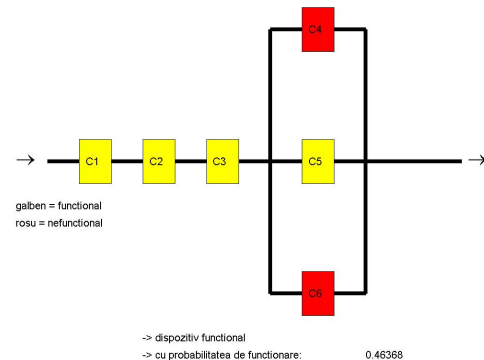 C4
→ C1 C2 C3 C5 →
galben = functional
rosu = nefunctional
C6
-> dispozitiv functional
-> cu probabilitatea de functionare: 0.46368